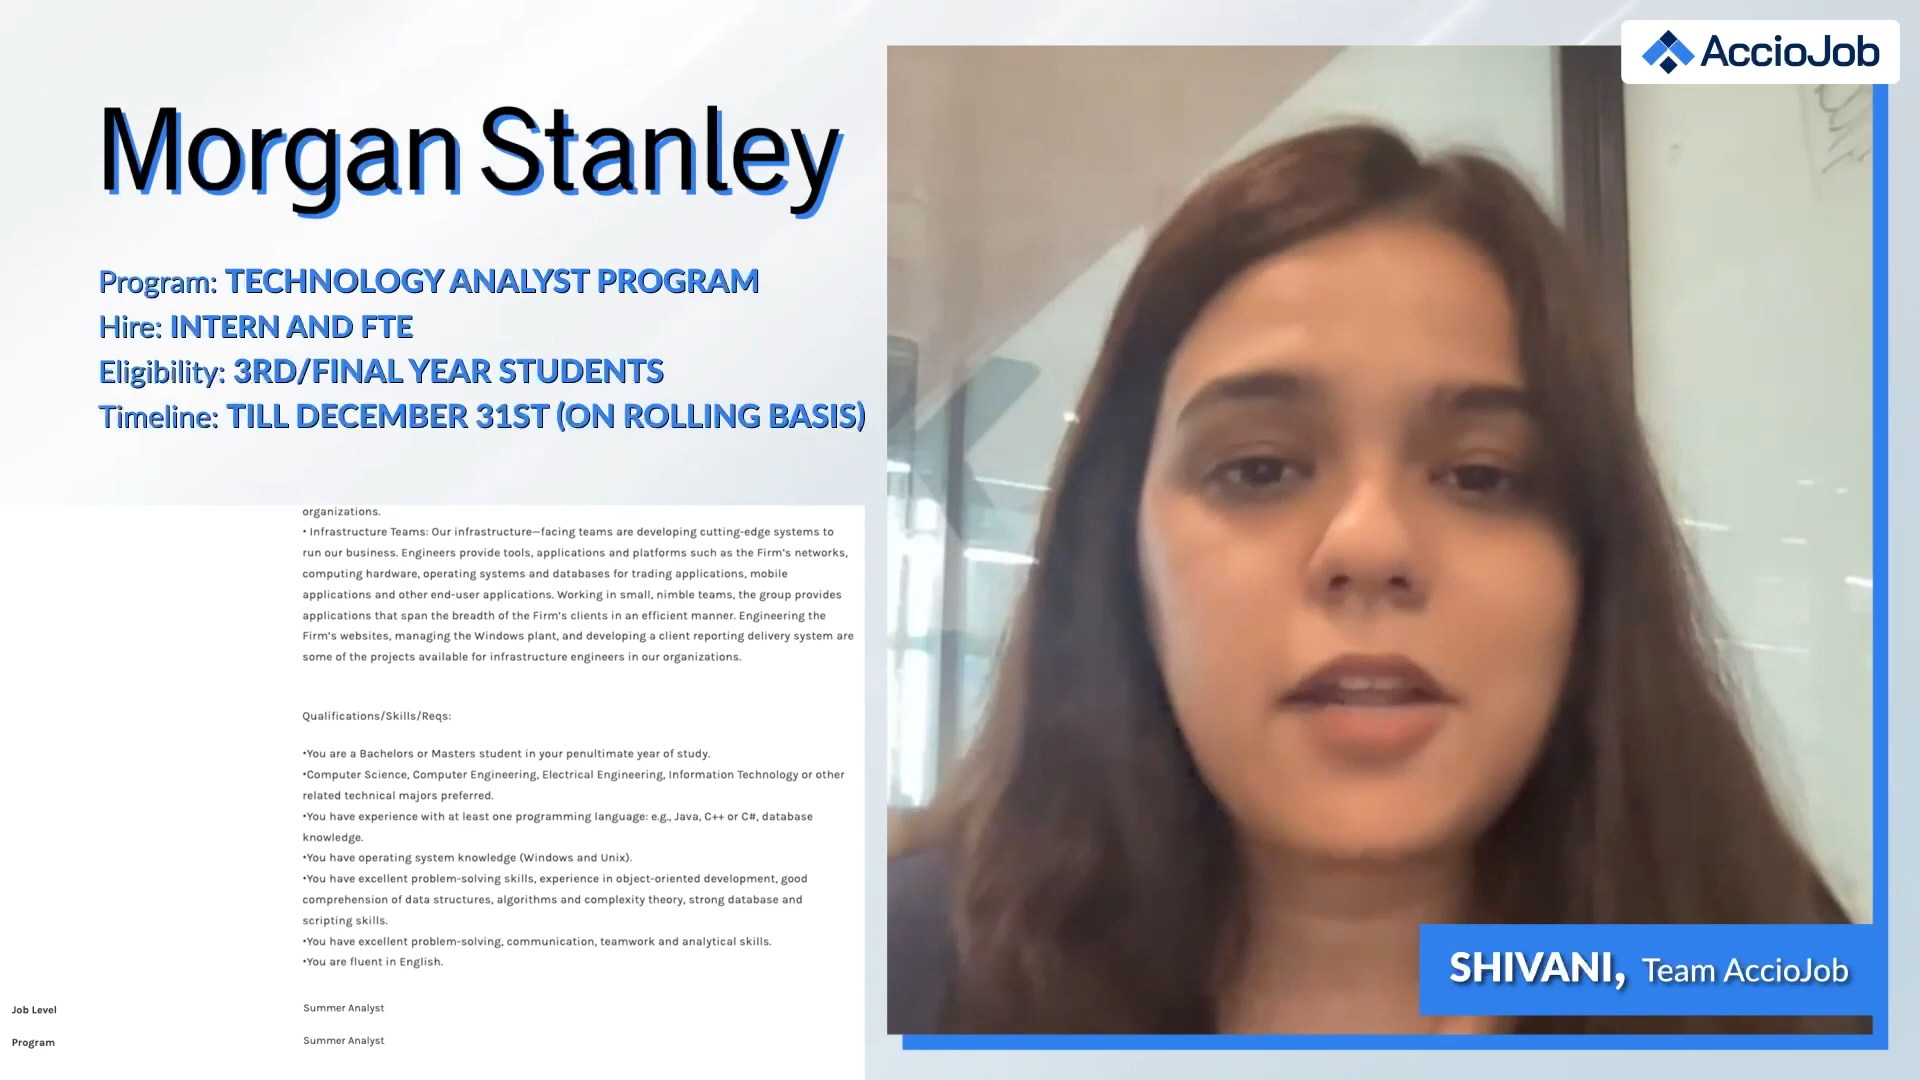 AccioJob
Morgan Stanley
Program: TECHNOLOGY ANALYST PROGRAM
Hire: INTERN AND FTE
Eligibility: 3RD/FINAL YEAR STUDENTS
Timeline: TILL DECEMBER 31ST (ON ROLLING BASIS)
organizations.
• Infrastructure Teams: Our infrastructure—facing teams are developing cutting-edge systems to
run our business. Engineers provide tools, applications and platforms such as the Firm's networks,
computing hardware, operating systems and databases for trading applications, mobile
applications and other end-user applications. Working in small, nimble teams, the group provides
applications that span the breadth of the Firm's clients in an efficient manner. Engineering the
Firm's websites, managing the Windows plant, and developing a client reporting delivery system are
some of the projects available for infrastructure engineers in our organizations.
Qualifications/Skills/Reqs:
•You are a Bachelors or Masters student in your penultimate year of study.
•Computer Science, Computer Engineering, Electrical Engineering, Information Technology or other
related technical majors preferred.
•You have experience with at least one programming language: e.g., Java, C++ or C#, database
knowledge.
•You have operating system knowledge (Windows and Unix).
•You have excellent problem-solving skills, experience in object-oriented development, good
comprehension of data structures, algorithms and complexity theory, strong database and
scripting skills.
•You have excellent problem-solving, communication, teamwork and analytical skills.
•You are fluent in English.
Job Level Summer Analyst
Program Summer Analyst
SHIVANI, Team AccioJob